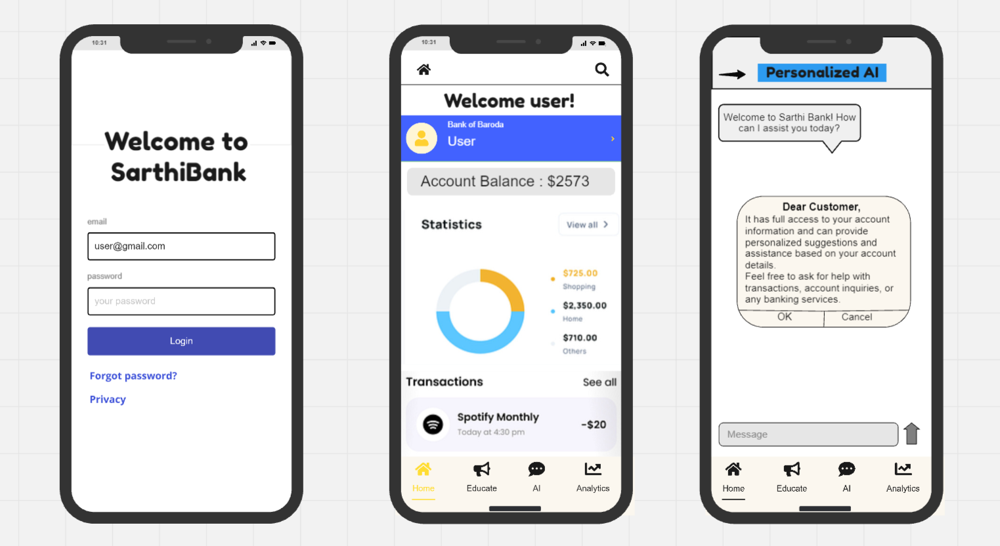 10:31
Welcome to
SarthiBank
email
user@gmail.com
password
your password
Login
Forgot password?
Privacy
10:31
Welcome user!
Bank of Baroda
User
Account Balance : $2573
Statistics
View all
$725.00
Shopping
$2,350.00
Home
$710.00
Others
Transactions
See all
Spotify Monthly
Today at 4:30 pm
-$20
Home
Educate
AI
Analytics
Personalized AI
Welcome to Sarthi Bank! How
can I assist you today?
Dear Customer,
It has full access to your account
information and can provide
personalized suggestions and
assistance based on your account
details.
Feel free to ask for help with
transactions, account inquiries, or
any banking services.
OK
Cancel
Message
Home
Educate
AI
Analytics